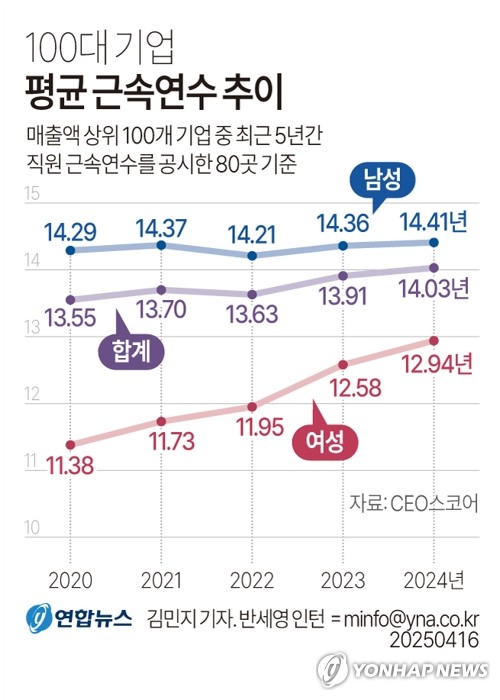 100대 기업
평균 근속연수 추이
매출액 상위 100개 기업 중 최근 5년간
직원 근속연수를 공시한 80곳 기준
15
남성
14.29 14.37 14.21 14.36 14.41년
14
13.55 13.70 13.63 13.91 14.03년
합계
13
12.94년
12.58
12
11.95
11.73
여성
11.38
11
자료: CEO스코어
10
2020 2021 2022 2023 2024년
연합뉴스 김민지 기자. 반세영 인턴 = minfo@yna.co.kr
20250416
YONHAP NEWS